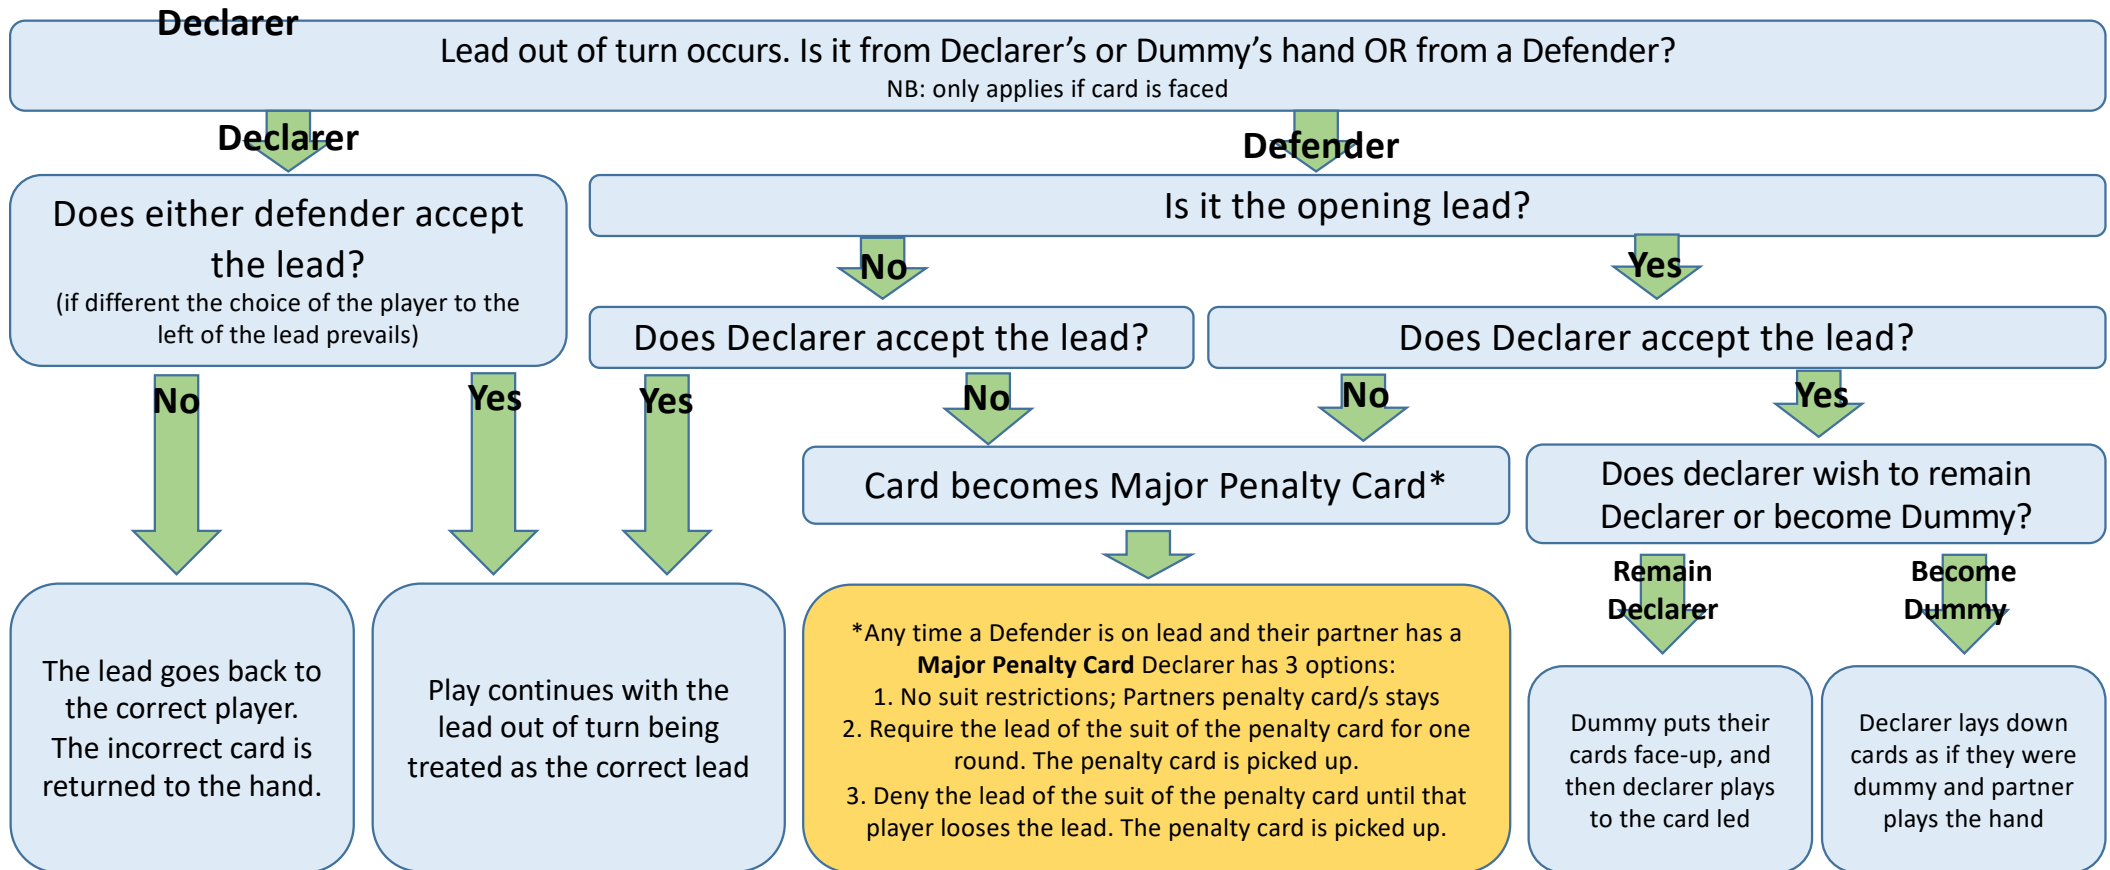 Declarer
Lead out of turn occurs. Is it from Declarer's or Dummy's hand OR from a Defender?
NB: only applies if card is faced
Declarer
Defender
Does either defender accept
the lead?
(if different the choice of the player to the
left of the lead prevails)
Is it the opening lead?
No
Yes
Does Declarer accept the lead?
Does Declarer accept the lead?
No
Yes
Yes
No
No
Yes
Card becomes Major Penalty Card*
Does declarer wish to remain
Declarer or become Dummy?
Remain
Declarer
Become
Dummy
The lead goes back to
the correct player.
The incorrect card is
returned to the hand.
Play continues with the
lead out of turn being
treated as the correct lead
*Any time a Defender is on lead and their partner has a
Major Penalty Card Declarer has 3 options:
1. No suit restrictions; Partners penalty card/s stays
2. Require the lead of the suit of the penalty card for one
round. The penalty card is picked up.
3. Deny the lead of the suit of the penalty card until that
player looses the lead. The penalty card is picked up.
Dummy puts their
cards face-up, and
then declarer plays
to the card led
Declarer lays down
cards as if they were
dummy and partner
plays the hand